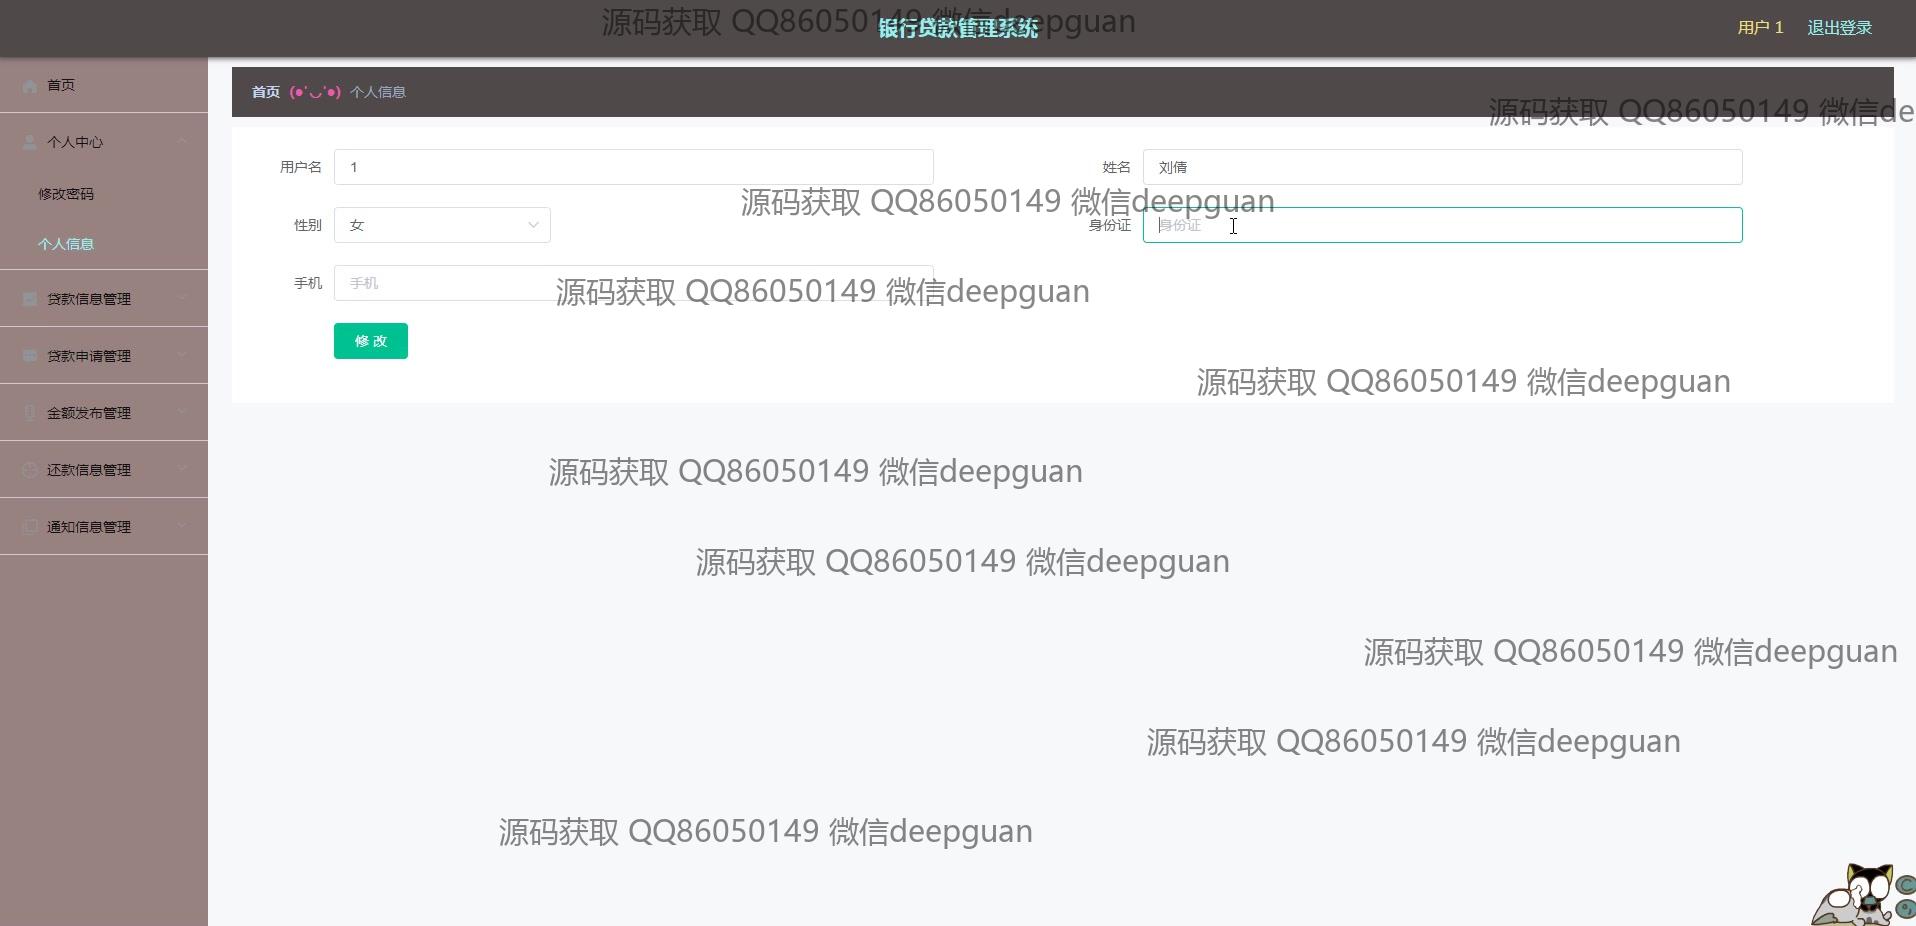 源码获取 QQ86050149 微信deepguan
银行贷款管理系统
用户 1
退出登录
首页
个人中心
修改密码
个人信息
贷款信息管理
贷款申请管理
金额发布管理
还款信息管理
通知信息管理
首页 (●'◡'●) 个人信息
源码获取 QQ86050149 微信de
用户名 1
姓名 刘倩
源码获取 QQ86050149 微信deepguan
性别 女
身份证 身份证
手机 手机
源码获取 QQ86050149 微信deepguan
修 改
源码获取 QQ86050149 微信deepguan
源码获取 QQ86050149 微信deepguan
源码获取 QQ86050149 微信deepguan
源码获取 QQ86050149 微信deepguan
源码获取 QQ86050149 微信deepguan
源码获取 QQ86050149 微信deepguan